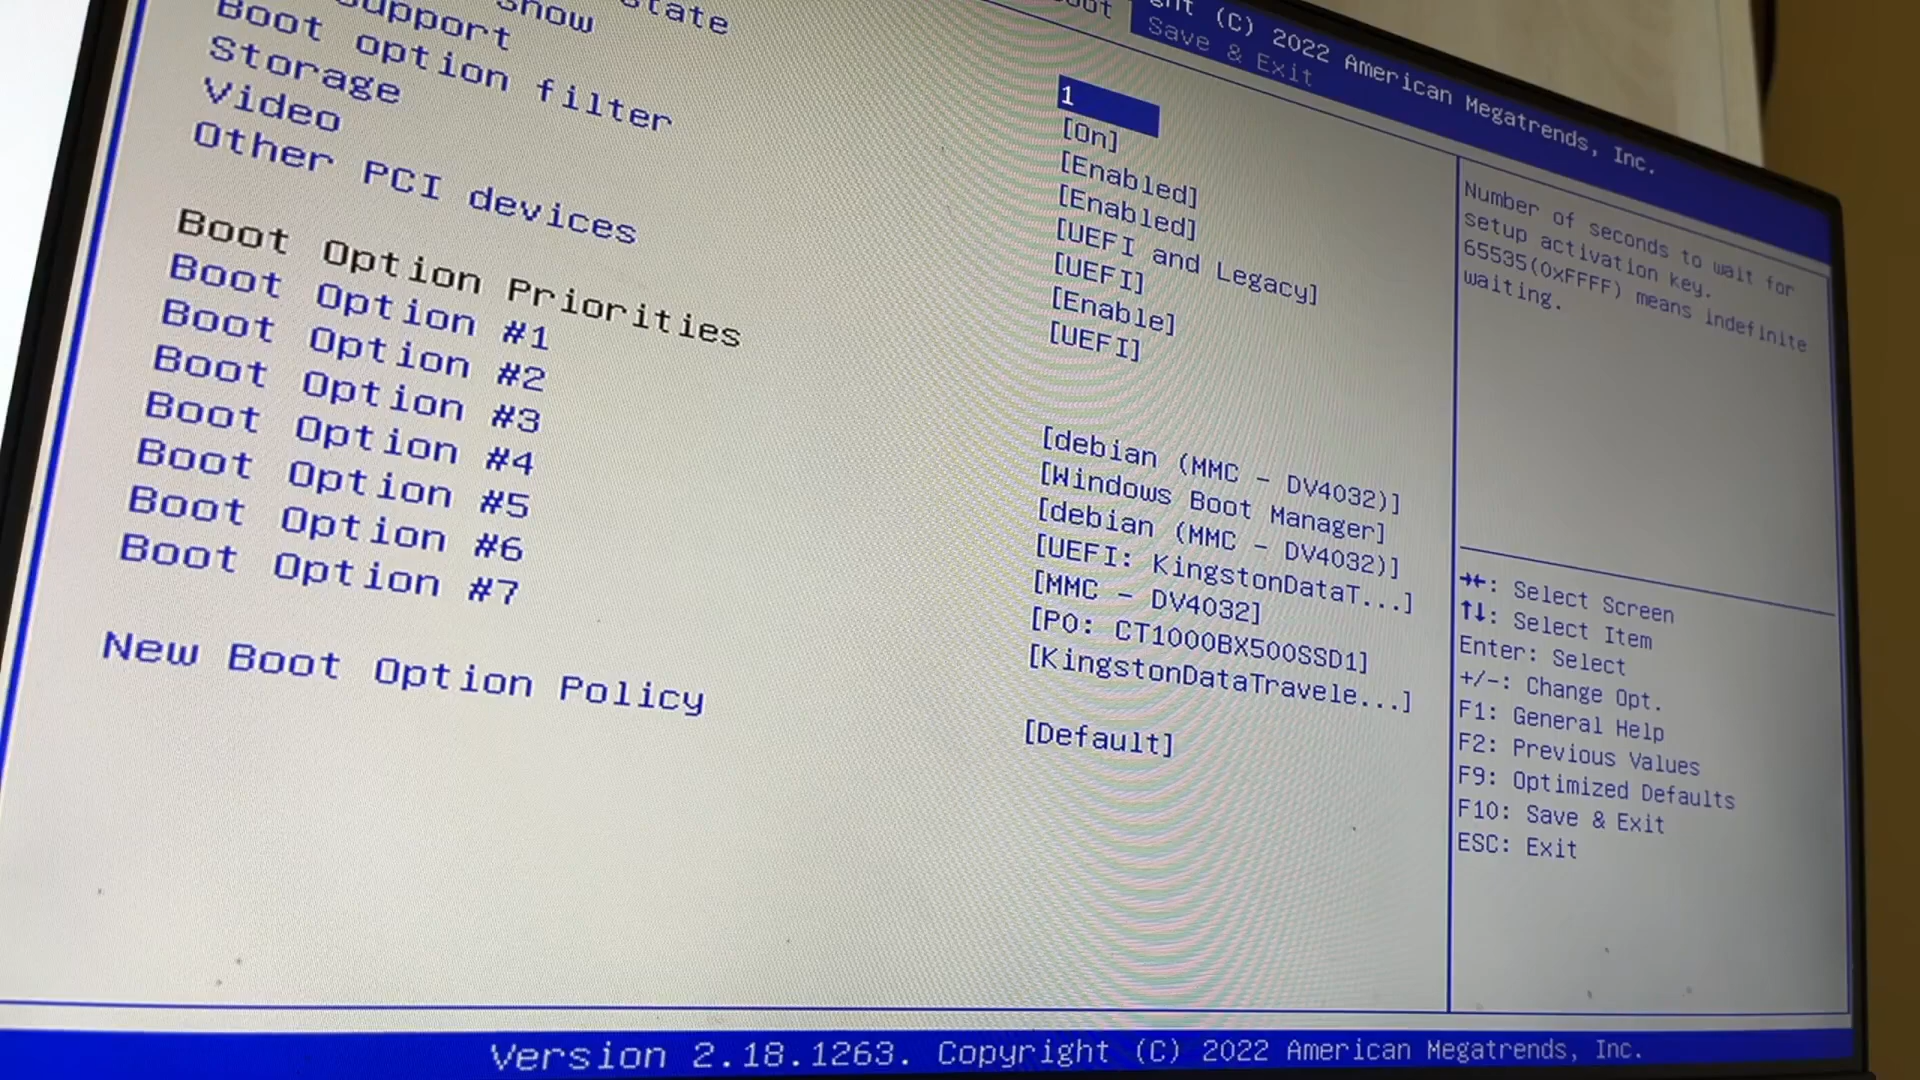 (C) 2022 American Megatrends, Inc.
Save & Exit
Show
Support
Boot option filter
Storage
Video
Other PCI devices
Boot Option Priorities
Boot Option #1
Boot Option #2
Boot Option #3
Boot Option #4
Boot Option #5
Boot Option #6
Boot Option #7
New Boot Option Policy
1
[On]
[Enabled]
[Enabled]
[UEFI and Legacy]
[UEFI]
[Enable]
[UEFI]
[debian (MMC - DV4032)]
[Windows Boot Manager]
[debian (MMC - DV4032)]
[UEFI: KingstonDataT...]
[MMC - DV4032]
[P0: CT1000BX500SSD1]
[KingstonDataTravele...]
[Default]
Number of seconds to wait for
setup activation key.
65535(0xFFFF) means indefinite
waiting.
→←: Select Screen
↑↓: Select Item
Enter: Select
+/-: Change Opt.
F1: General Help
F2: Previous Values
F9: Optimized Defaults
F10: Save & Exit
ESC: Exit
Version 2.18.1263. Copyright (C) 2022 American Megatrends, Inc.